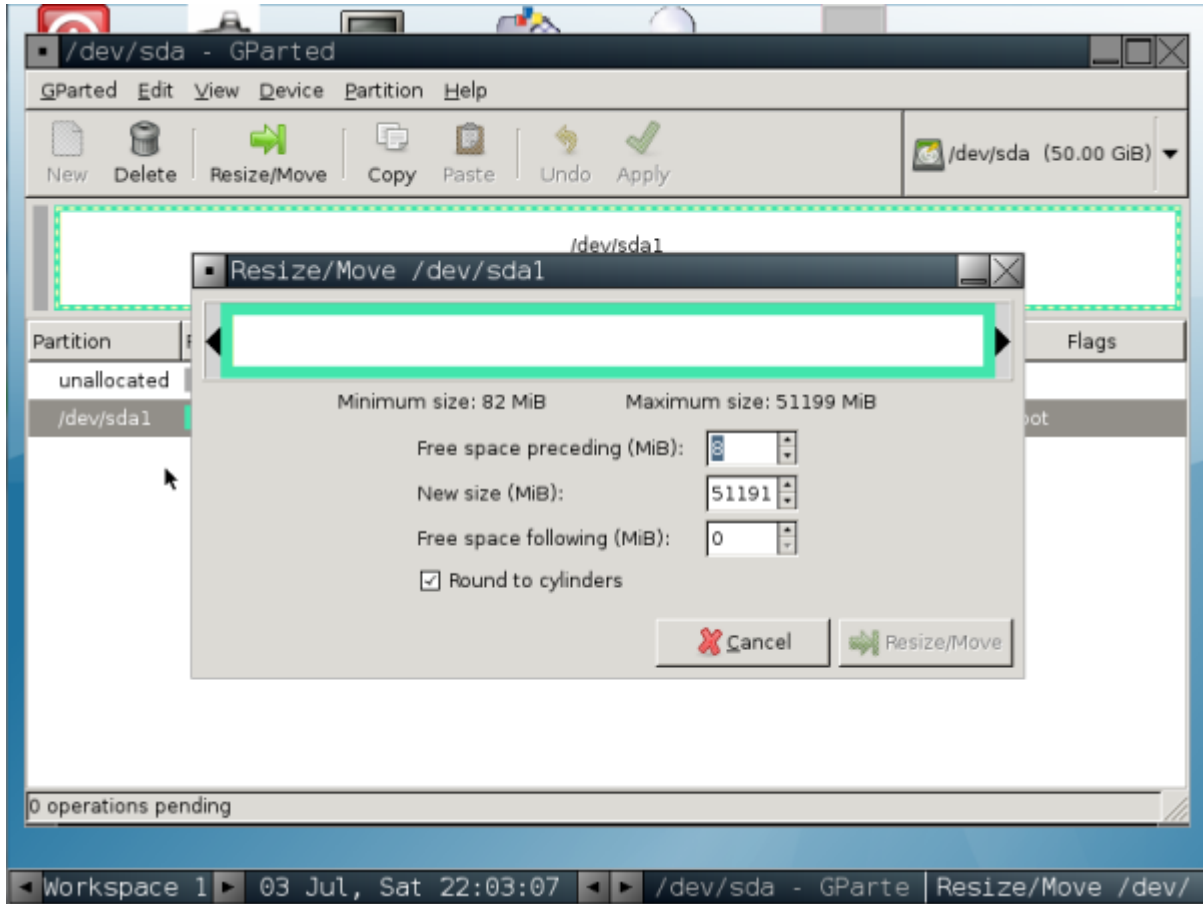 /dev/sda - GParted
GParted Edit View Device Partition Help
New Delete Resize/Move Copy Paste Undo Apply
/dev/sda (50.00 GiB)
/dev/sda1
Resize/Move /dev/sda1
Partition
Flags
unallocated
Minimum size: 82 MiB Maximum size: 51199 MiB
/dev/sda1
Free space preceding (MiB): 8
New size (MiB): 51191
Free space following (MiB): 0
Round to cylinders
Cancel Resize/Move
0 operations pending
Workspace 1 03 Jul, Sat 22:03:07 /dev/sda - GParte Resize/Move /dev/